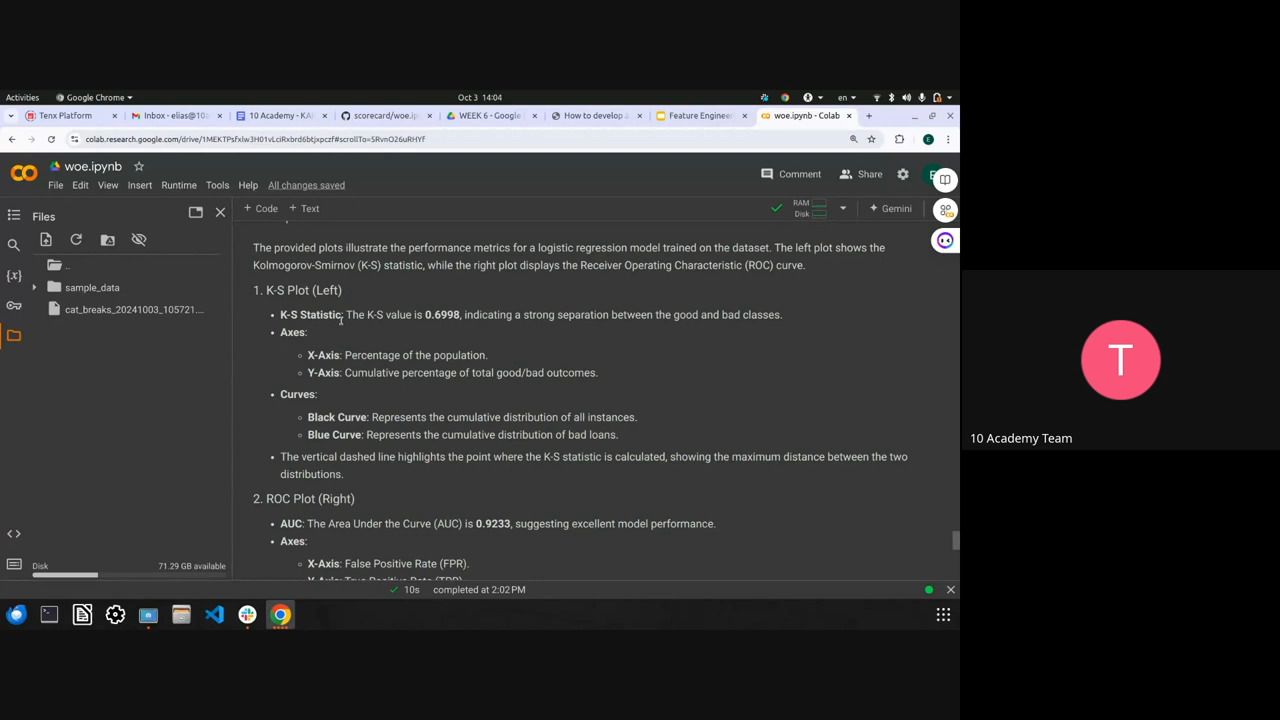 Activities
Google Chrome
Oct 3 14:04
en
Tenx Platform
Inbox - elias@10
10 Academy - KAI
scorecard/woe.ip
WEEK 6 - Google
How to develop
Feature Engineer
woe.ipynb - Colab
colab.research.google.com/drive/1MEKTPsfxlw3H01vLciRxbrd6btjxpczf#scrollTo=5RvnO26uRHYf
woe.ipynb
File Edit View Insert Runtime Tools Help All changes saved
Comment
Share
Files
+ Code + Text
RAM
Disk
Gemini
..
sample_data
cat_breaks_20241003_105721....
The provided plots illustrate the performance metrics for a logistic regression model trained on the dataset. The left plot shows the
Kolmogorov-Smirnov (K-S) statistic, while the right plot displays the Receiver Operating Characteristic (ROC) curve.
1. K-S Plot (Left)
• K-S Statistic: The K-S value is 0.6998, indicating a strong separation between the good and bad classes.
• Axes:
◦ X-Axis: Percentage of the population.
◦ Y-Axis: Cumulative percentage of total good/bad outcomes.
• Curves:
◦ Black Curve: Represents the cumulative distribution of all instances.
◦ Blue Curve: Represents the cumulative distribution of bad loans.
• The vertical dashed line highlights the point where the K-S statistic is calculated, showing the maximum distance between the two
distributions.
2. ROC Plot (Right)
• AUC: The Area Under the Curve (AUC) is 0.9233, suggesting excellent model performance.
• Axes:
◦ X-Axis: False Positive Rate (FPR).
◦ Y-Axis: True Positive Rate (TPR).
Disk
71.29 GB available
10s completed at 2:02PM
T
10 Academy Team